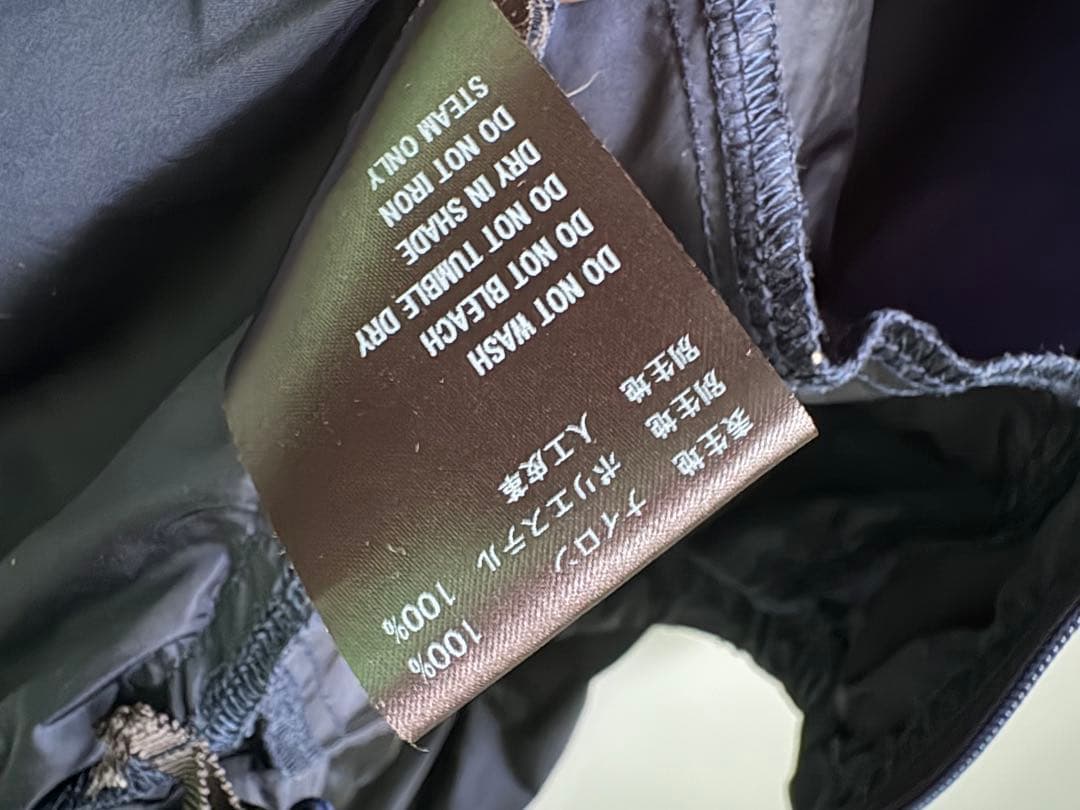 表生地 ナイロン 100%
別生地 ポリエステル 100%
別生地 人工皮革
DO NOT WASH
DO NOT BLEACH
DO NOT TUMBLE DRY
DRY IN SHADE
DO NOT IRON
STEAM ONLY